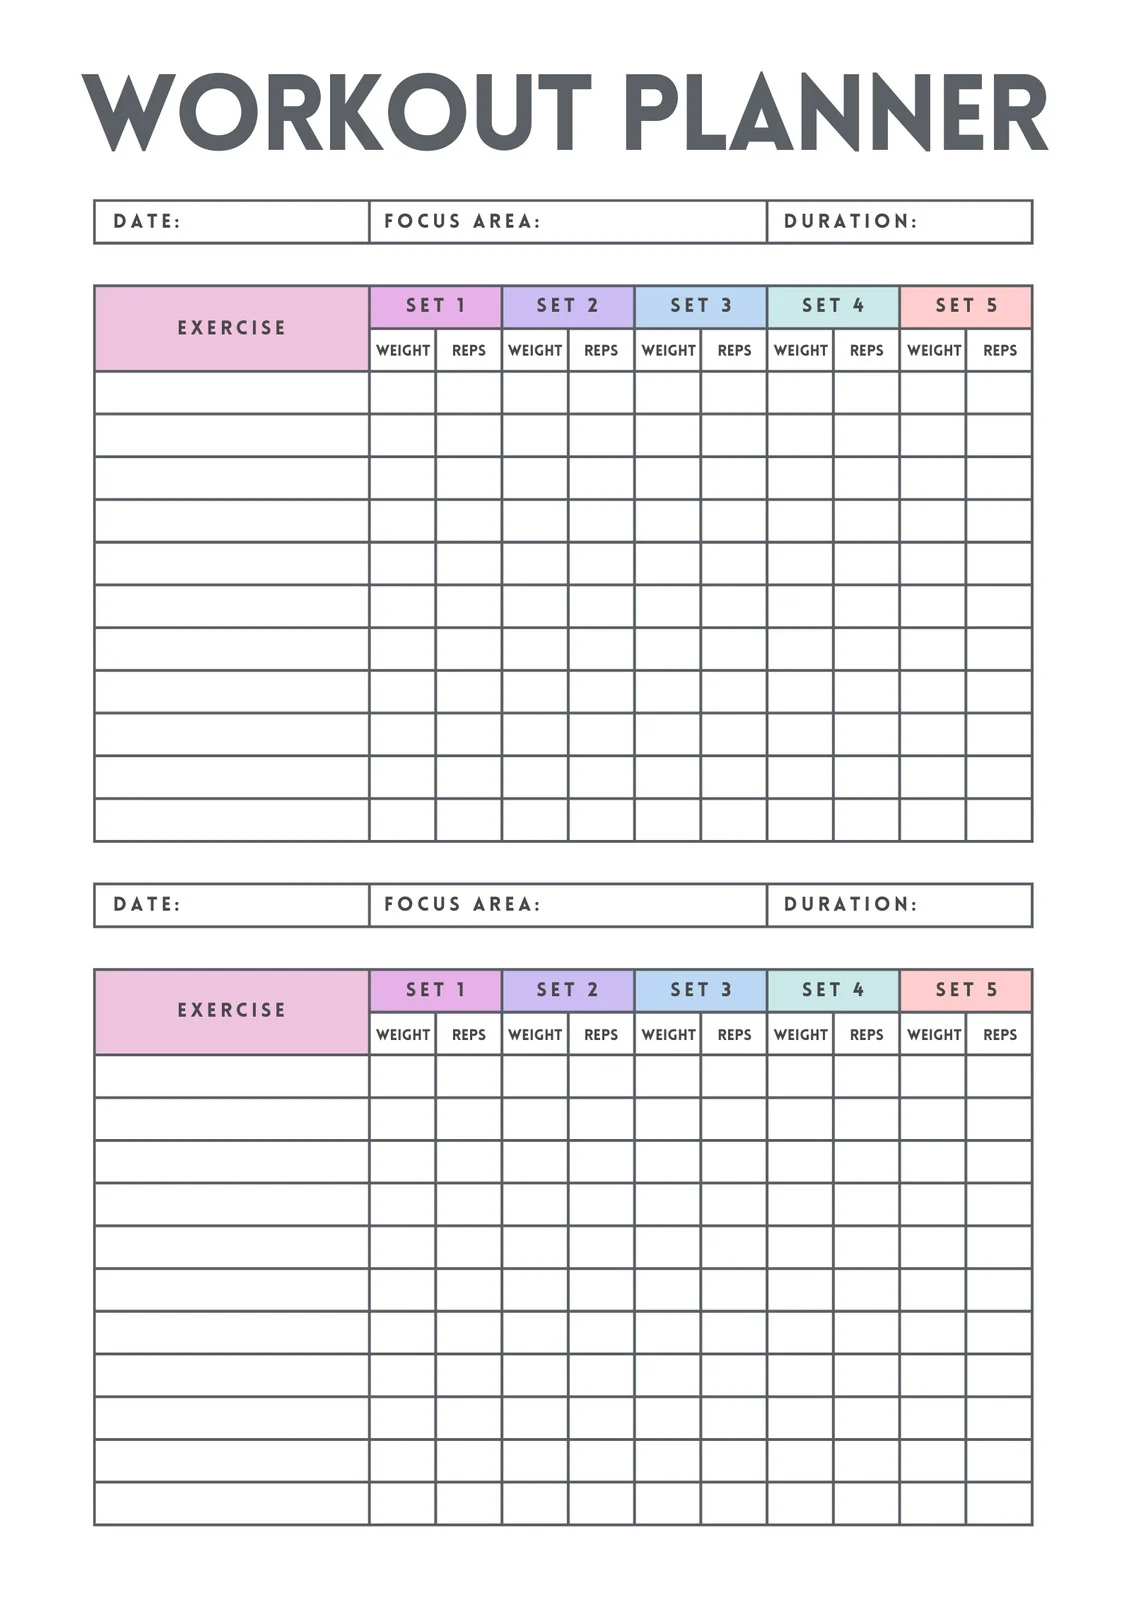 WORKOUT PLANNER
DATE: FOCUS AREA: DURATION:
EXERCISE SET 1 SET 2 SET 3 SET 4 SET 5
WEIGHT REPS WEIGHT REPS WEIGHT REPS WEIGHT REPS WEIGHT REPS
DATE: FOCUS AREA: DURATION:
EXERCISE SET 1 SET 2 SET 3 SET 4 SET 5
WEIGHT REPS WEIGHT REPS WEIGHT REPS WEIGHT REPS WEIGHT REPS